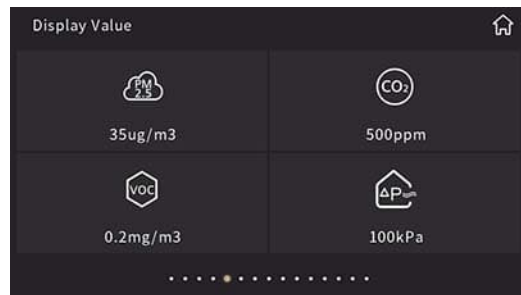 Display Value
PM
2.5
CO₂
35ug/m3
500ppm
VOC
ΔP
0.2mg/m3
100kPa